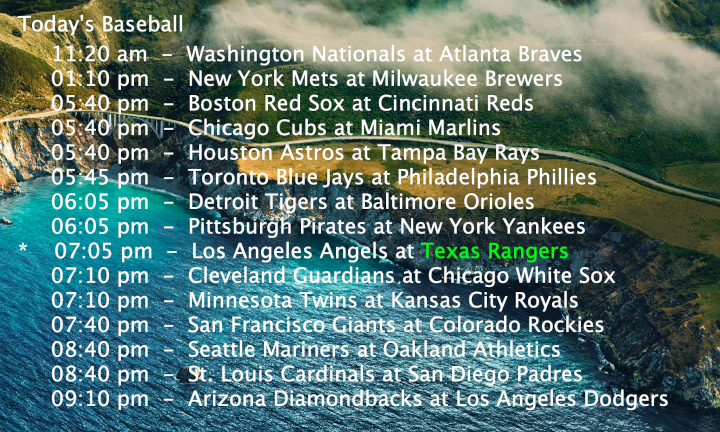 Today's Baseball
11:20 am – Washington Nationals at Atlanta Braves
01:10 pm – New York Mets at Milwaukee Brewers
05:40 pm – Boston Red Sox at Cincinnati Reds
05:40 pm – Chicago Cubs at Miami Marlins
05:40 pm – Houston Astros at Tampa Bay Rays
05:45 pm – Toronto Blue Jays at Philadelphia Phillies
06:05 pm – Detroit Tigers at Baltimore Orioles
06:05 pm – Pittsburgh Pirates at New York Yankees
* 07:05 pm – Los Angeles Angels at Texas Rangers
07:10 pm – Cleveland Guardians at Chicago White Sox
07:10 pm – Minnesota Twins at Kansas City Royals
07:40 pm – San Francisco Giants at Colorado Rockies
08:40 pm – Seattle Mariners at Oakland Athletics
08:40 pm – St. Louis Cardinals at San Diego Padres
09:10 pm – Arizona Diamondbacks at Los Angeles Dodgers